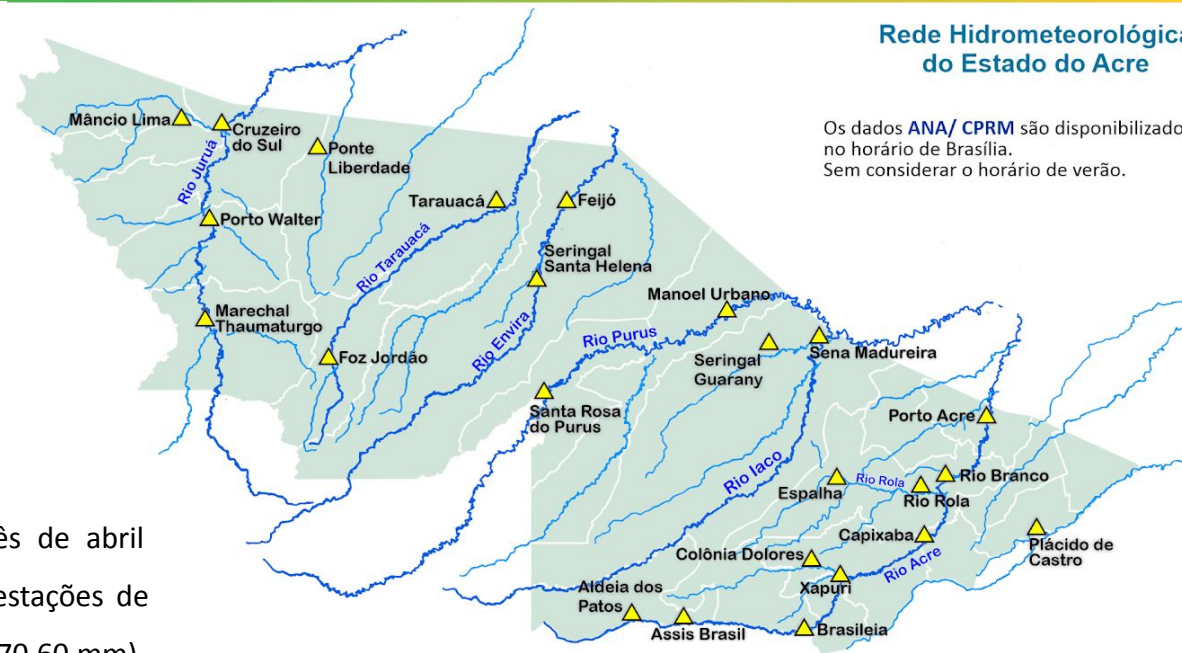 Rede Hidrometeorológica
do Estado do Acre
Os dados ANA/ CPRM são
no horário de Brasília.
Sem considerar o horário de verão.
Mâncio Lima
Cruzeiro
do Sul
Ponte
Liberdade
Rio Juruá
Porto Walter
Tarauacá
Feijó
Rio Tarauacá
Seringal
Santa Helena
Manoel Urbano
Marechal
Thaumaturgo
Foz Jordão
Rio Envira
Rio Purus
Seringal
Guarany
Sena Madureira
Santa Rosa
do Purus
Porto Acre
Rio Iaco
Espalha
Rio Rola
Rio Rola
Rio Branco
Capixaba
Plácido de
Castro
Colônia Dolores
Rio Acre
Xapuri
Aldeia dos
Patos
Assis Brasil
Brasileia
de abril
estações de
70,60 mm)